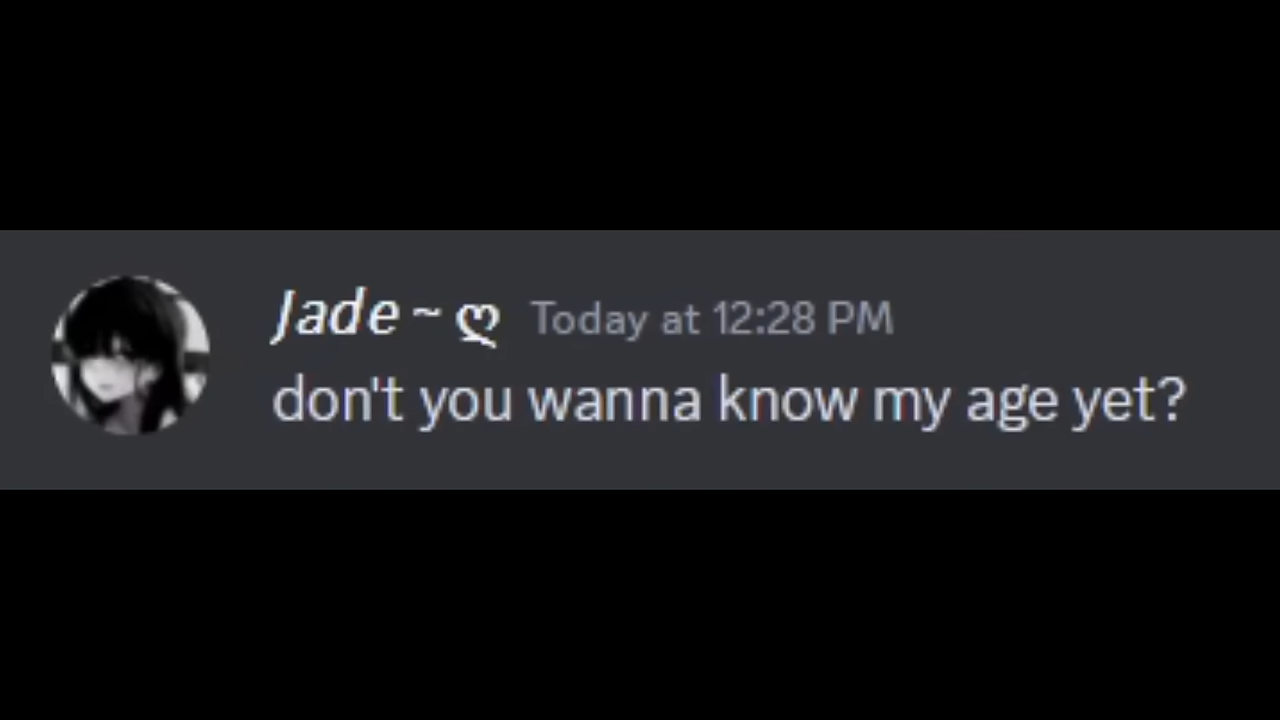 Jade ~ ღ Today at 12:28 PM
don't you wanna know my age yet?